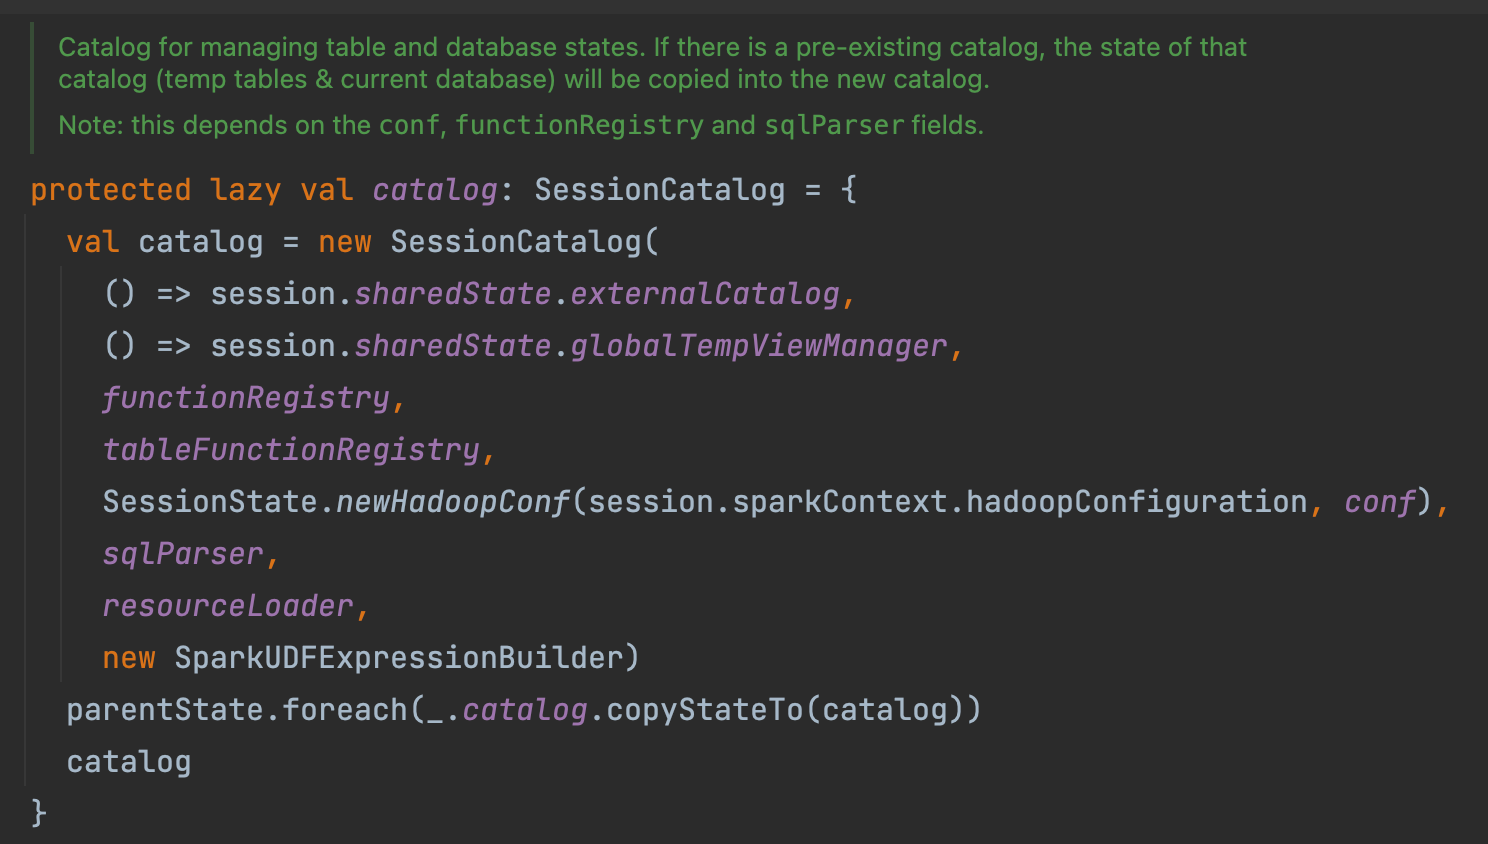 Catalog for managing table and database states. If there is a pre-existing catalog, the state of that
catalog (temp tables & current database) will be copied into the new catalog.
Note: this depends on the conf, functionRegistry and sqlParser fields.
protected lazy val catalog: SessionCatalog = {
  val catalog = new SessionCatalog(
    () => session.sharedState.externalCatalog,
    () => session.sharedState.globalTempViewManager,
    functionRegistry,
    tableFunctionRegistry,
    SessionState.newHadoopConf(session.sparkContext.hadoopConfiguration, conf),
    sqlParser,
    resourceLoader,
    new SparkUDFExpressionBuilder)
  parentState.foreach(_.catalog.copyStateTo(catalog))
  catalog
}